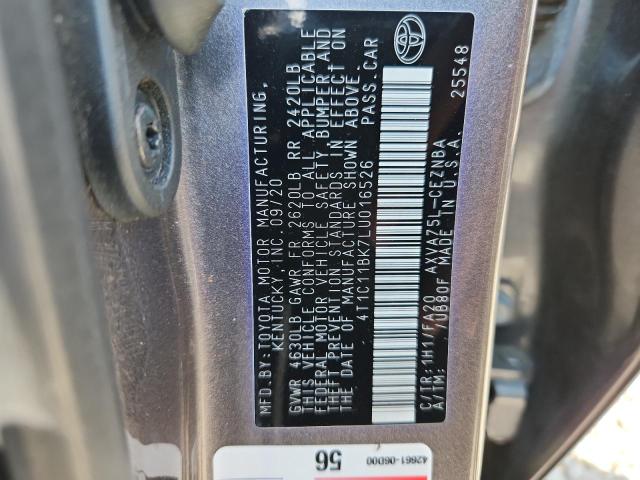 MFD.BY:TOYOTA MOTOR MANUFACTURING,
KENTUCKY, INC.09/20
GVWR 4630LB GAWR FR 2620LB RR 2420LB
THIS VEHICLE CONFORMS TO ALL APPLICABLE
FEDERAL MOTOR VEHICLE SAFETY, BUMPER AND
THEFT PREVENTION STANDARDS IN EFFECT ON
THE DATE OF MANUFACTURE SHOWN ABOVE.
4T1C11BK7LU016526 PASS.CAR
C/TR:1H1/FA20 AXVA75L-CEZNBA
A/TM: /UB80F MADE IN U.S.A. 25548
56
42661-06D00